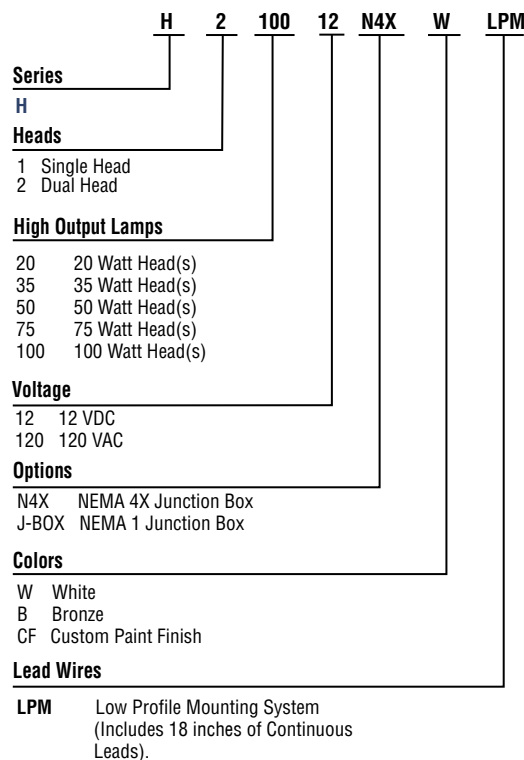 H 2 100 12 N4X W LPM
Series
H
Heads
1 Single Head
2 Dual Head
High Output Lamps
20 20 Watt Head(s)
35 35 Watt Head(s)
50 50 Watt Head(s)
75 75 Watt Head(s)
100 100 Watt Head(s)
Voltage
12 12 VDC
120 120 VAC
Options
N4X NEMA 4X Junction Box
J-BOX NEMA 1 Junction Box
Colors
W White
B Bronze
CF Custom Paint Finish
Lead Wires
LPM Low Profile Mounting System
(Includes 18 inches of Continuous
Leads).